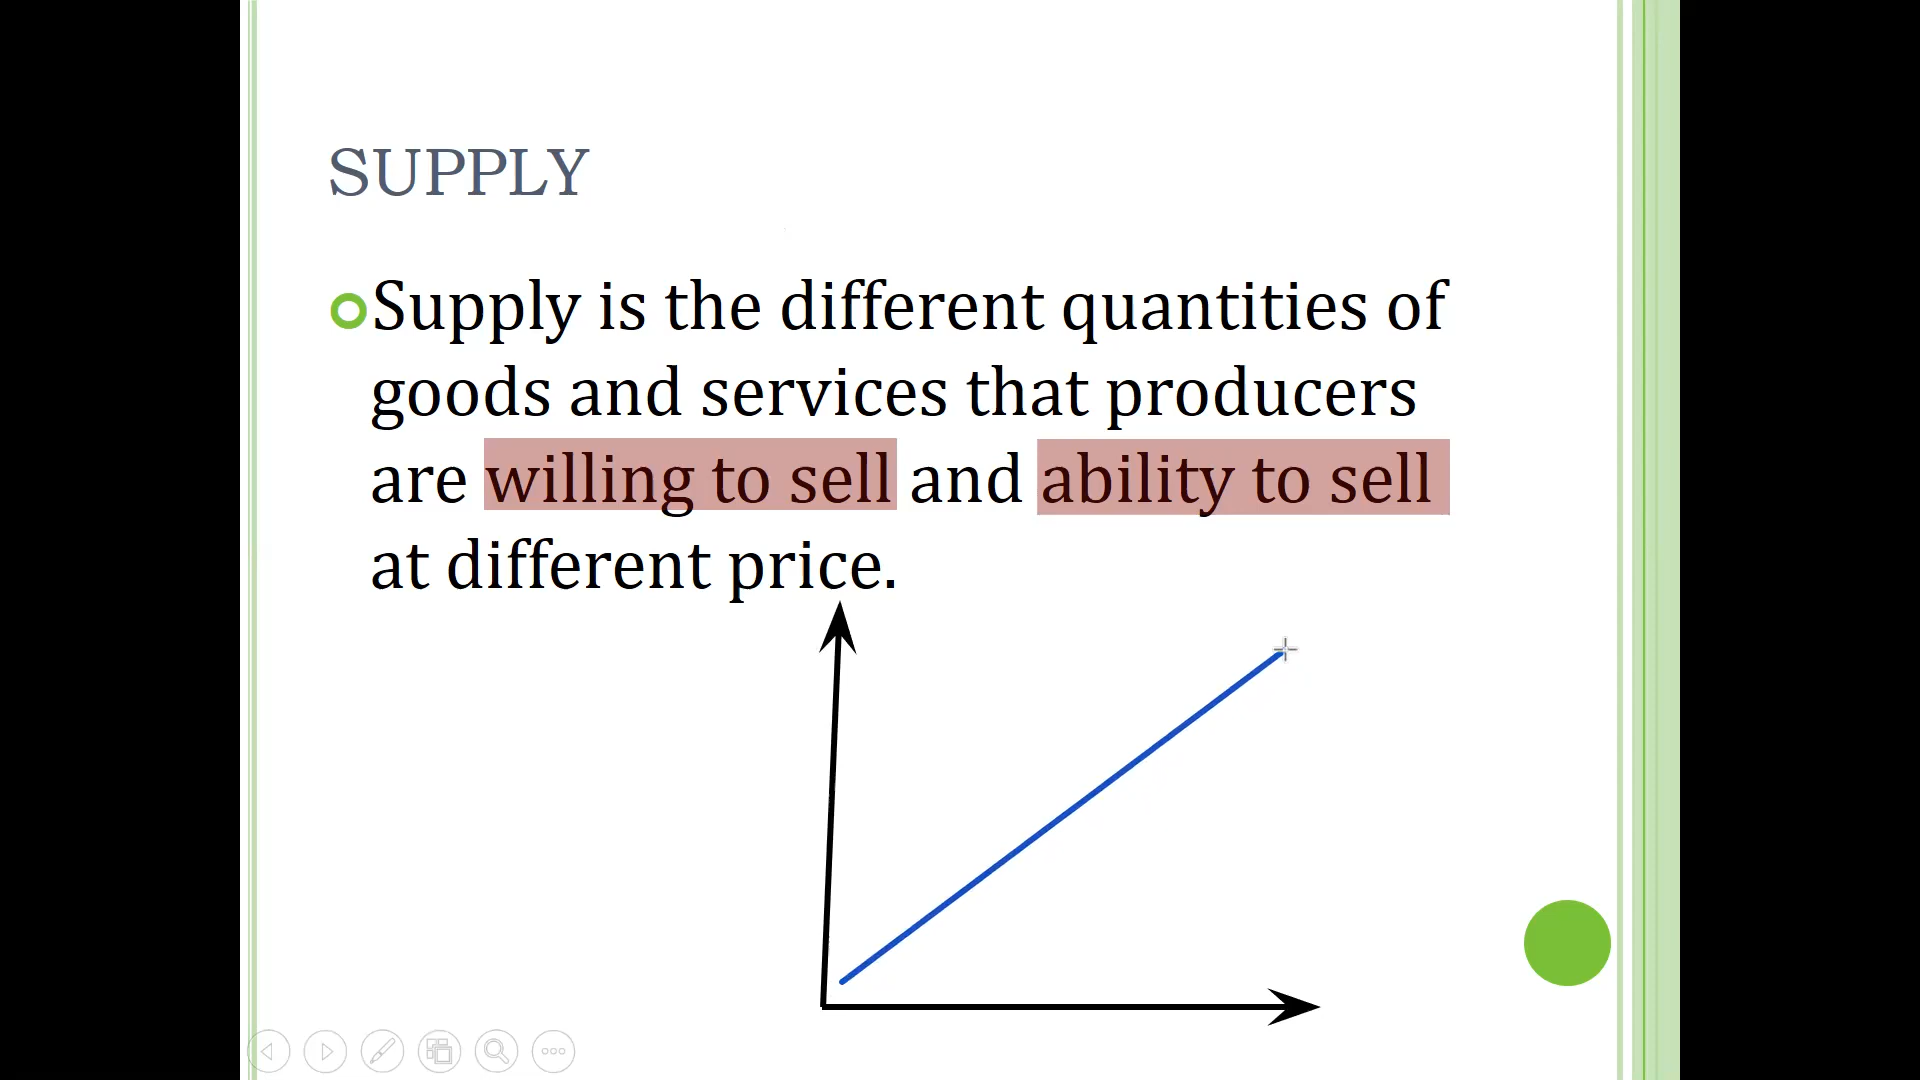 SUPPLY
Supply is the different quantities of
goods and services that producers
are willing to sell and ability to sell
at different price.